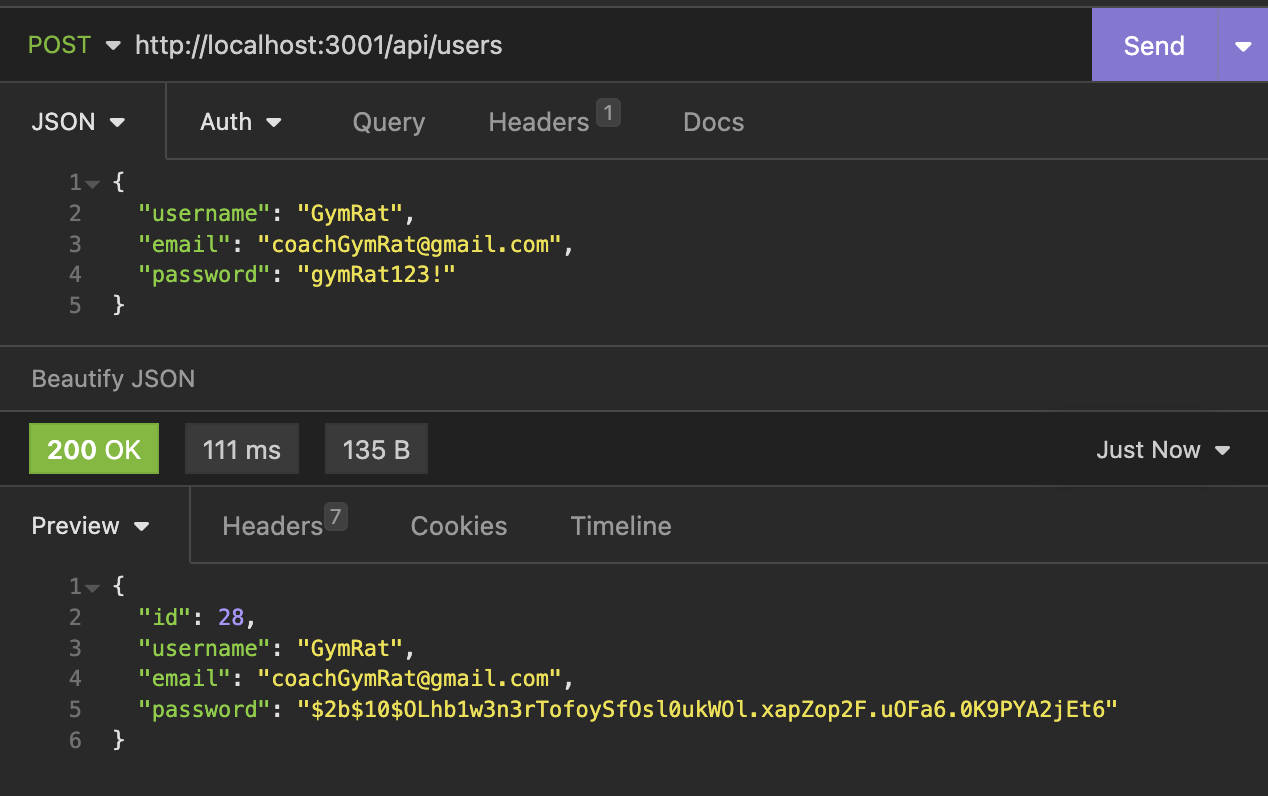 POST http://localhost:3001/api/users Send
JSON Auth Query Headers 1 Docs
1 {
2 "username": "GymRat",
3 "email": "coachGymRat@gmail.com",
4 "password": "gymRat123!"
5 }
Beautify JSON
200 OK 111 ms 135 B Just Now
Preview Headers 7 Cookies Timeline
1 {
2 "id": 28,
3 "username": "GymRat",
4 "email": "coachGymRat@gmail.com",
5 "password": "$2b$10$OLhb1w3n3rTofoySfOsl0ukWOl.xapZop2F.uOFa6.0K9PYA2jEt6"
6 }